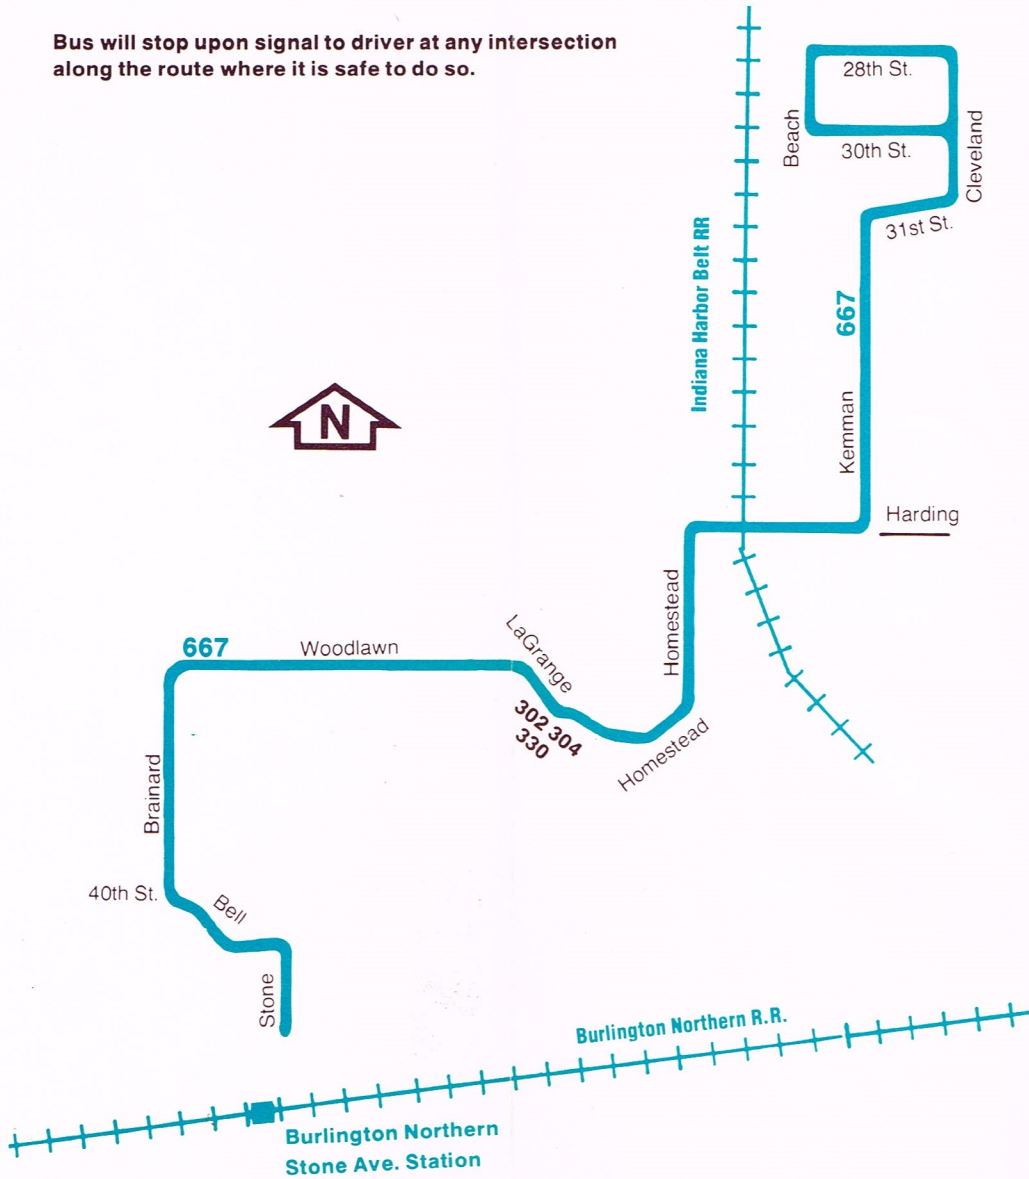 Bus will stop upon signal to driver at any intersection
along the route where it is safe to do so.
28th St.
Beach
30th St.
Cleveland
31st St.
Indiana Harbor Belt RR
667
Kemman
N
Harding
Homestead
667
Woodlawn
LaGrange
302 304
330
Homestead
Brainard
40th St.
Bell
Stone
Burlington Northern R.R.
Burlington Northern
Stone Ave. Station